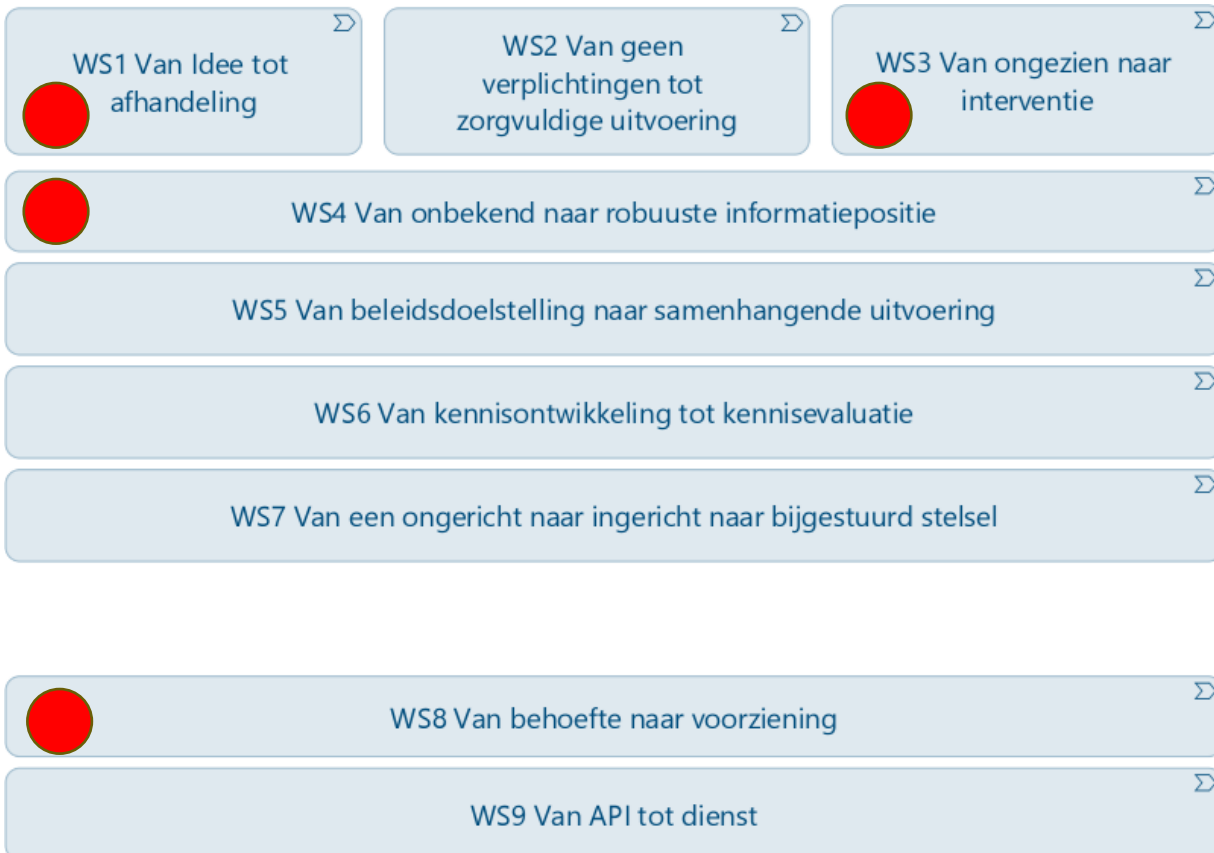 WS1 Van Idee tot
afhandeling
WS2 Van geen
verplichtingen tot
zorgvuldige uitvoering
WS3 Van ongezien naar
interventie
WS4 Van onbekend naar robuuste informatiepositie
WS5 Van beleidsdoelstelling naar samenhangende uitvoering
WS6 Van kennisontwikkeling tot kennisevaluatie
WS7 Van een ongericht naar ingericht naar bijgestuurd stelsel
WS8 Van behoefte naar voorziening
WS9 Van API tot dienst